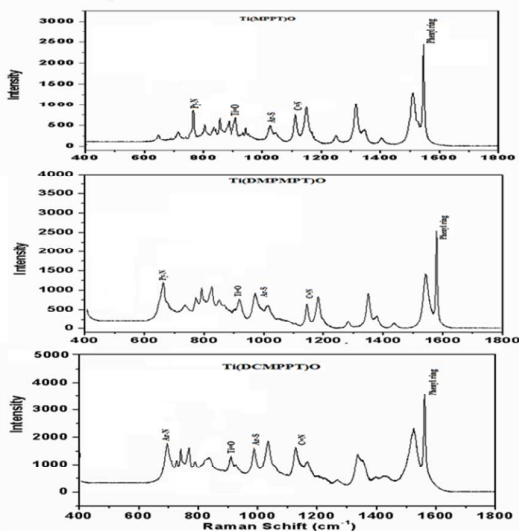 Ti(MPPT)O
3000
2500
2000
1500
1000
500
0
Intensity
Py-N
Ti=O
Ar-S
C=N
Phenyl ring
400 600 800 1000 1200 1400 1600 1800
Ti(DMPMPT)O
4000
3500
3000
2500
2000
1500
1000
500
0
Intensity
Py-N
Ti=O
Ar-S
C=N
Phenyl ring
400 600 800 1000 1200 1400 1600 1800
Ti(DCMPPT)O
5000
4000
3000
2000
1000
0
Intensity
Ar-N
Ti=O
Ar-S
C=N
Phenyl ring
400 600 800 1000 1200 1400 1600 1800
Raman Schift (cm⁻¹)